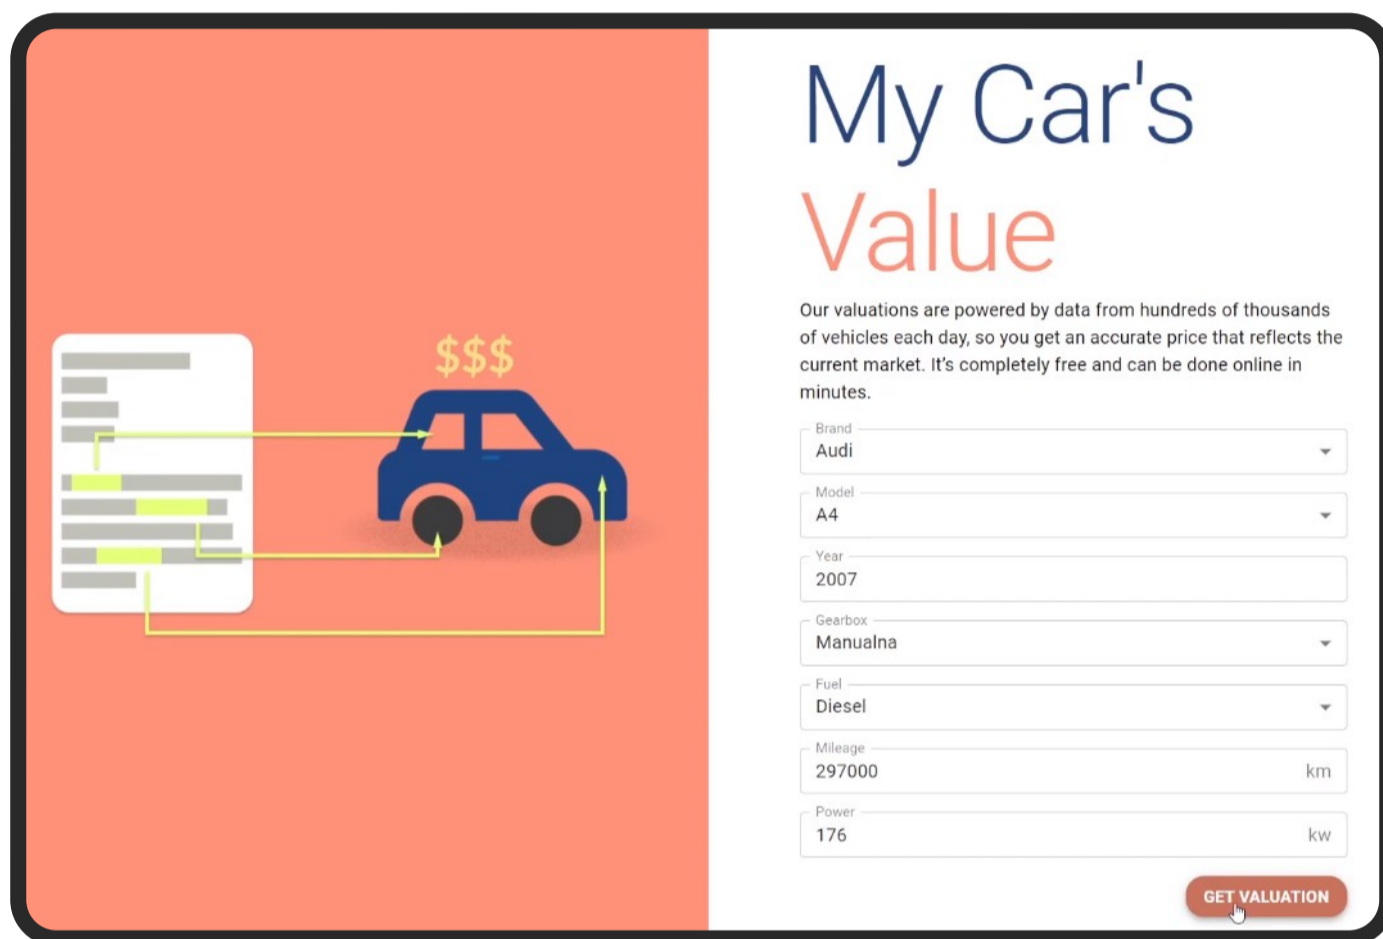 My Car's
Value
Our valuations are powered by data from hundreds of thousands
of vehicles each day, so you get an accurate price that reflects the
current market. It's completely free and can be done online in
minutes.
Brand
Audi
Model
A4
Year
2007
Gearbox
Manualna
Fuel
Diesel
Mileage
297000 km
Power
176 kw
GET VALUATION
$$$